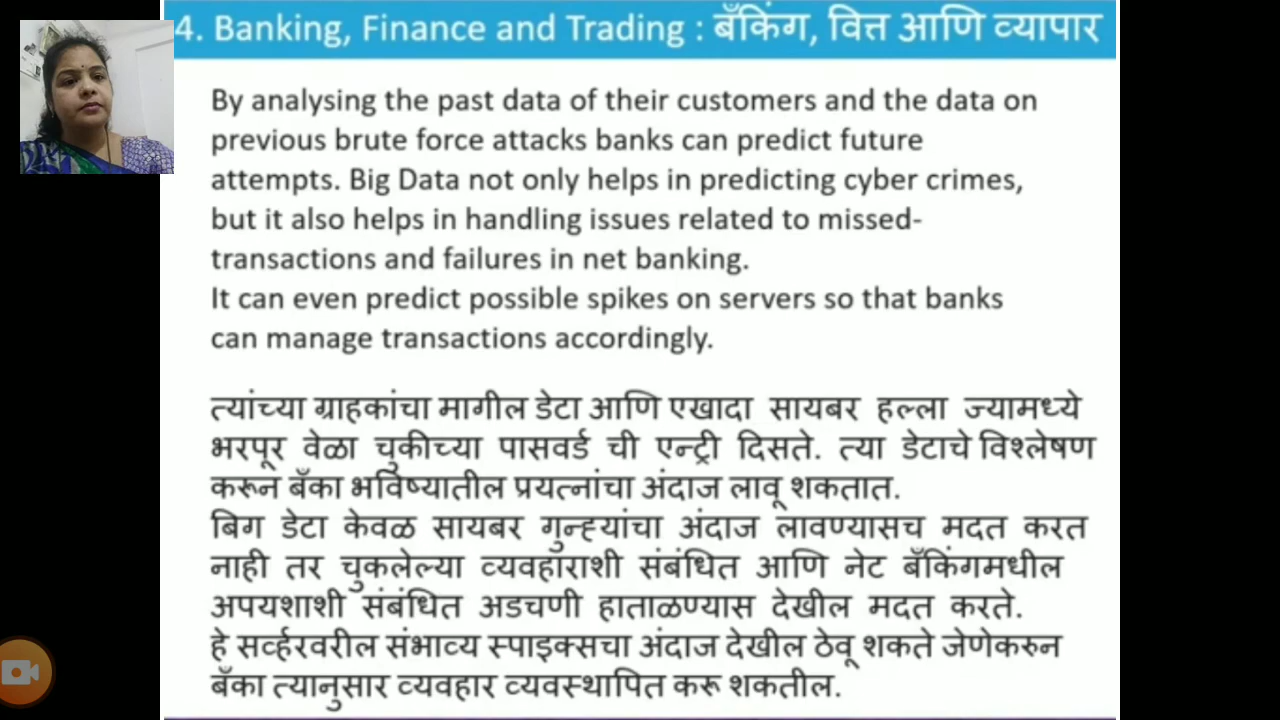 4. Banking, Finance and Trading : बँकिंग, वित्त आणि व्यापार
By analysing the past data of their customers and the data on
previous brute force attacks banks can predict future
attempts. Big Data not only helps in predicting cyber crimes,
but it also helps in handling issues related to missed-
transactions and failures in net banking.
It can even predict possible spikes on servers so that banks
can manage transactions accordingly.
त्यांच्या ग्राहकांचा मागील डेटा आणि एखादा सायबर हल्ला ज्यामध्ये
भरपूर वेळा चुकीच्या पासवर्ड ची एन्ट्री दिसते. त्या डेटाचे विश्लेषण
करून बँका भविष्यातील प्रयत्नांचा अंदाज लावू शकतात.
बिग डेटा केवळ सायबर गुन्ह्यांचा अंदाज लावण्यासच मदत करत
नाही तर चुकलेल्या व्यवहाराशी संबंधित आणि नेट बँकिंगमधील
अपयशाशी संबंधित अडचणी हाताळण्यास देखील मदत करते.
हे सर्व्हरवरील संभाव्य स्पाइक्सचा अंदाज देखील ठेवू शकते जेणेकरुन
बँका त्यानुसार व्यवहार व्यवस्थापित करू शकतील.